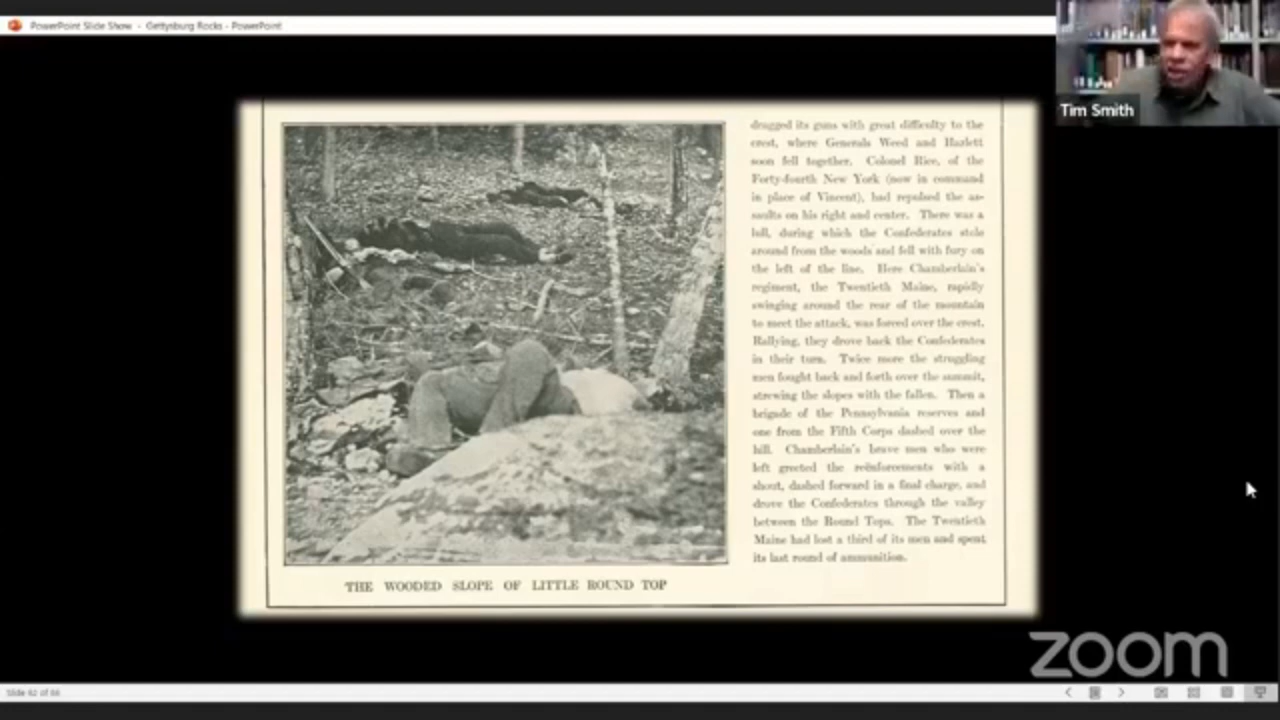 PowerPoint Slide Show - Gettysburg Rocks - PowerPoint
Tim Smith
dragged its guns with great difficulty to the
crest, where Generals Weed and Hazlett
soon fell together. Colonel Rice, of the
Forty-fourth New York (now in command
in place of Vincent), had repulsed the as-
saults on his right and center. There was a
lull, during which the Confederates stole
around from the woods and fell with fury on
the left of the line. Here Chamberlain's
regiment, the Twentieth Maine, rapidly
swinging around the rear of the mountain
to meet the attack, was forced over the crest.
Rallying, they drove back the Confederates
in their turn. Twice more the struggling
men fought back and forth over the summit,
strewing the slopes with the fallen. Then a
brigade of the Pennsylvania reserves and
one from the Fifth Corps dashed over the
hill. Chamberlain's brave men who were
left greeted the reënforcements with a
shout, dashed forward in a final charge, and
drove the Confederates through the valley
between the Round Tops. The Twentieth
Maine had lost a third of its men and spent
its last round of ammunition.
THE WOODED SLOPE OF LITTLE ROUND TOP
zoom
Slide 62 of 66